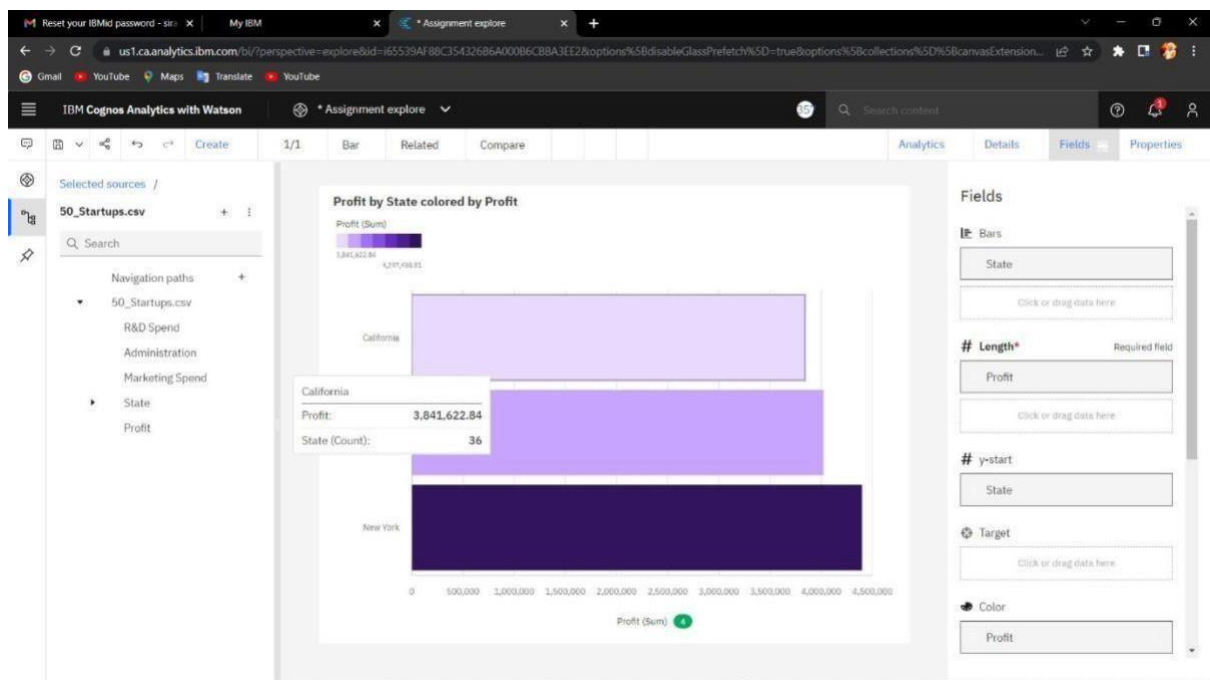 Reset your IBMid password - sira
My IBM
* Assignment explore
us1.ca.analytics.ibm.com/bi/?perspective=explore&id=i65539AF88C35432686A000B6CBBA3EE2&options%5BdisableGlassPrefetch%5D=true&options%5Bcollections%5D%5BcanvasExtension...
Gmail YouTube Maps Translate YouTube
IBM Cognos Analytics with Watson
* Assignment explore
Search content
Create 1/1 Bar Related Compare
Analytics Details Fields Properties
Selected sources /
50_Startups.csv
Search
Navigation paths
50_Startups.csv
R&D Spend
Administration
Marketing Spend
State
Profit
Profit by State colored by Profit
Profit (Sum)
3,841,622.84
California
California
Profit: 3,841,622.84
State (Count): 36
New York
0 500,000 1,000,000 1,500,000 2,000,000 2,500,000 3,000,000 3,500,000 4,000,000 4,500,000
Profit (Sum) 4
Fields
Bars
State
Click or drag data here
# Length* Required field
Profit
Click or drag data here
# y-start
State
Target
Click or drag data here
Color
Profit